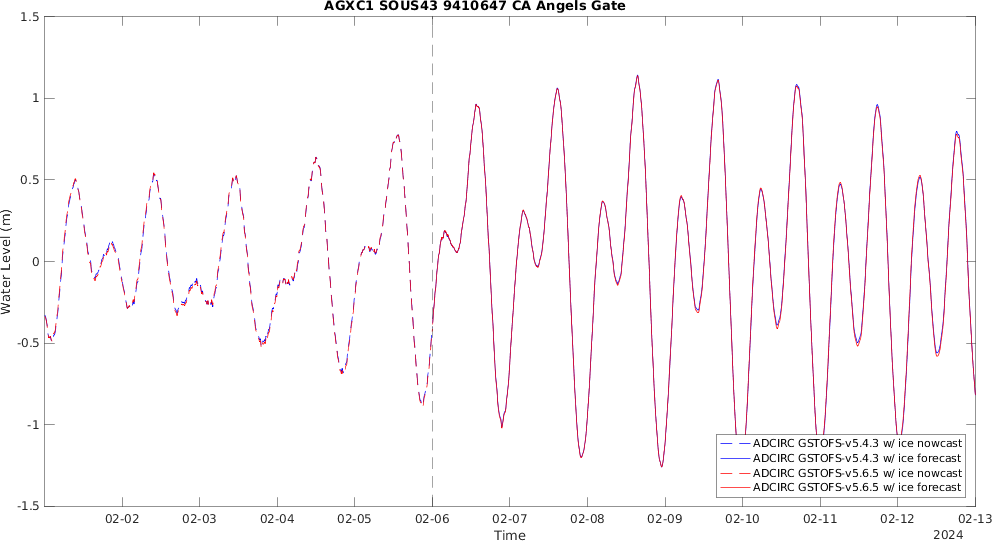 AGXC1 SOUS43 9410647 CA Angels Gate
1.5
1
0.5
0
-0.5
-1
-1.5
Water Level (m)
ADCIRC GSTOFS-v5.4.3 w/ ice nowcast
ADCIRC GSTOFS-v5.4.3 w/ ice forecast
ADCIRC GSTOFS-v5.6.5 w/ ice nowcast
ADCIRC GSTOFS-v5.6.5 w/ ice forecast
02-02 02-03 02-04 02-05 02-06 02-07 02-08 02-09 02-10 02-11 02-12 02-13
Time
2024